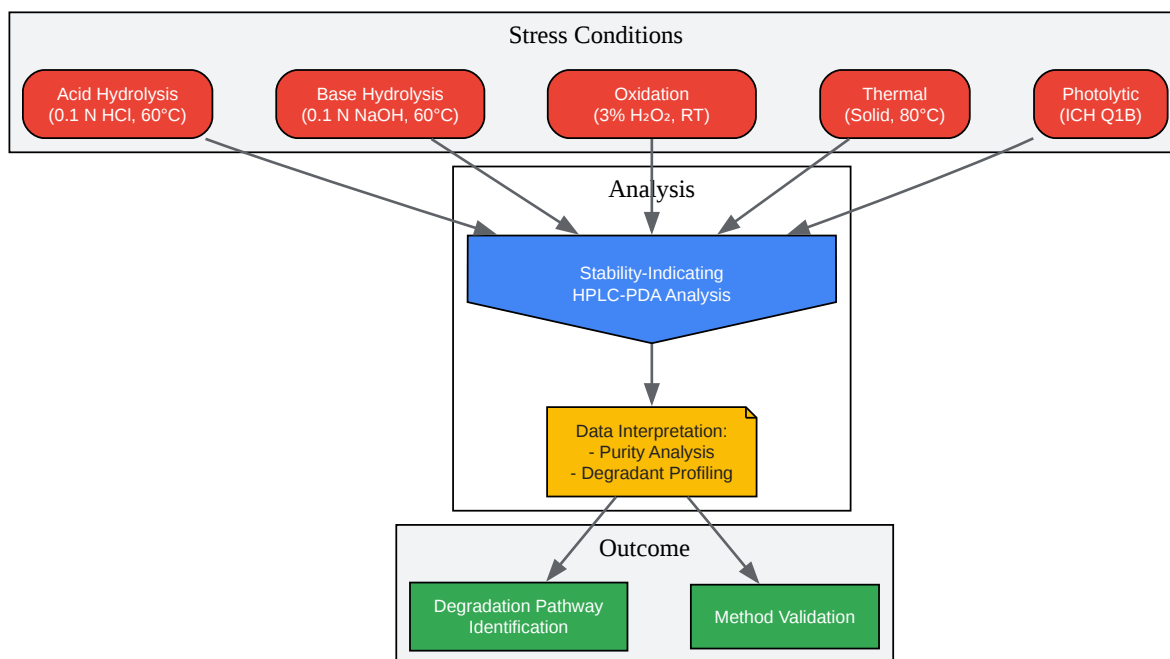 Stress Conditions
Acid Hydrolysis
(0.1 N HCl, 60°C)
Base Hydrolysis
(0.1 N NaOH, 60°C)
Oxidation
(3% H₂O₂, RT)
Thermal
(Solid, 80°C)
Photolytic
(ICH Q1B)
Analysis
Stability-Indicating
HPLC-PDA Analysis
Data Interpretation:
- Purity Analysis
- Degradant Profiling
Outcome
Degradation Pathway
Identification
Method Validation